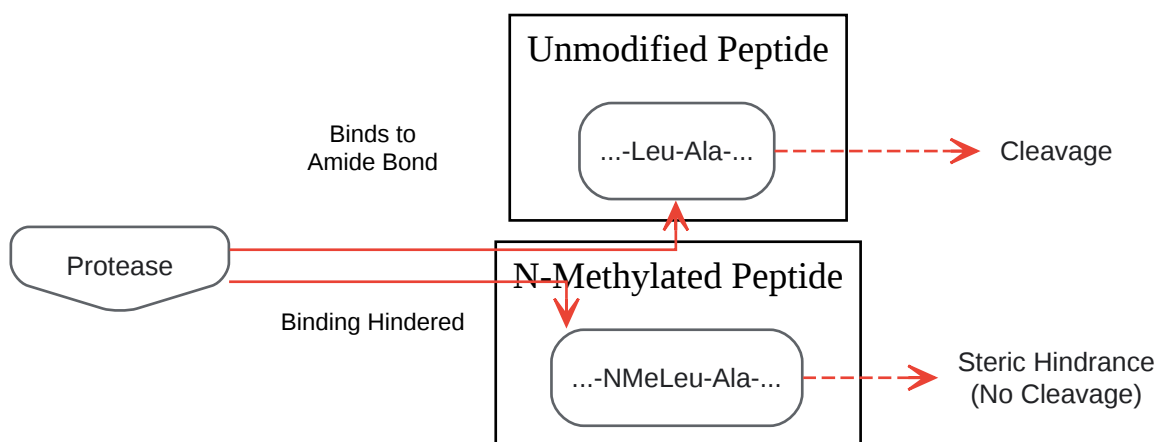 Unmodified Peptide
Binds to
Amide Bond
...-Leu-Ala-...
Cleavage
Protease
N-Methylated Peptide
Binding Hindered
...-NMeLeu-Ala-...
Steric Hindrance
(No Cleavage)